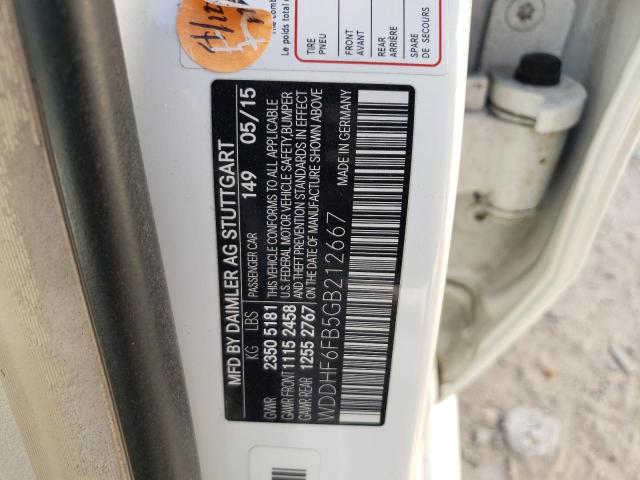 The Combi
Le poids total c
TIRE
PNEU
FRONT
AVANT
REAR
ARRIÈRE
SPARE
DE SECOURS
MFD BY DAIMLER AG STUTTGART
KG LBS PASSENGER CAR 149 05/15
GAWR 2350 5181
GAWR FRONT 1115 2458
GAWR REAR 1255 2767
THIS VEHICLE CONFORMS TO ALL APPLICABLE
U.S. FEDERAL MOTOR VEHICLE SAFETY, BUMPER
AND THEFT PREVENTION STANDARDS IN EFFECT
ON DATE OF MANUFACTURE SHOWN ABOVE
WDDHF6FB5GB212667 MADE IN GERMANY